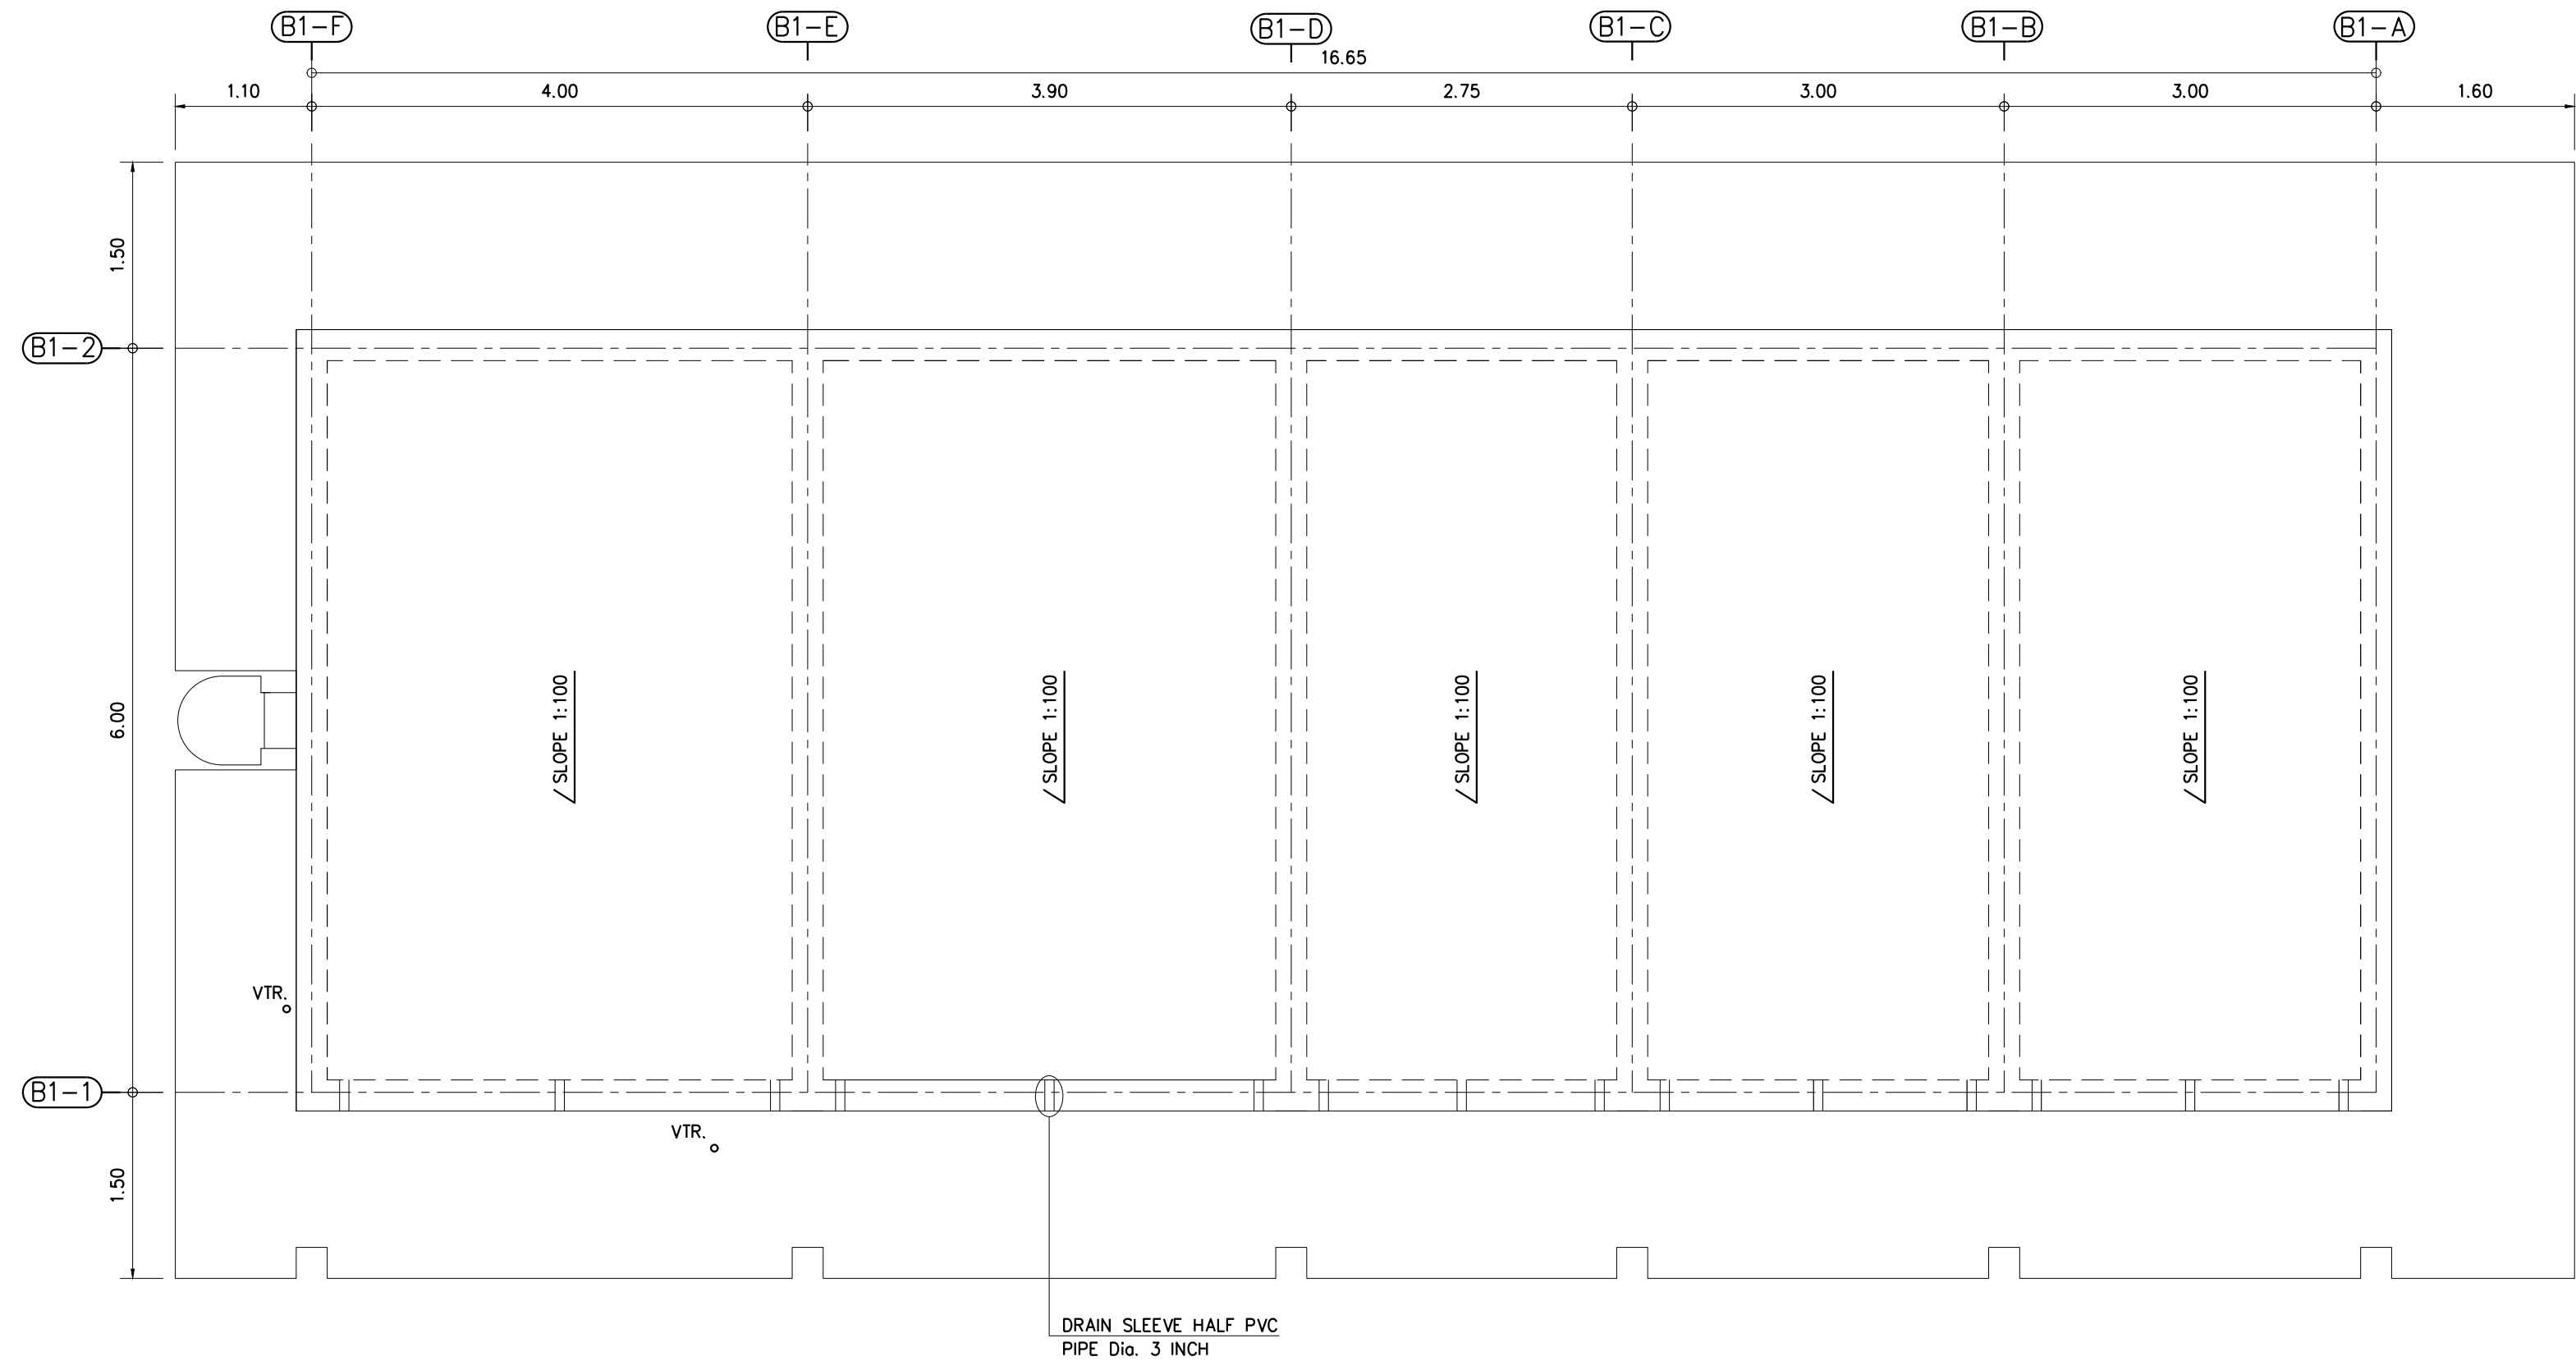 B1-F
B1-E
B1-D
B1-C
B1-B
B1-A
16.65
1.10
4.00
3.90
2.75
3.00
3.00
1.60
1.50
B1-2
6.00
SLOPE 1:100
SLOPE 1:100
SLOPE 1:100
SLOPE 1:100
SLOPE 1:100
VTR.
B1-1
VTR.
1.50
DRAIN SLEEVE HALF PVC
PIPE Dia. 3 INCH